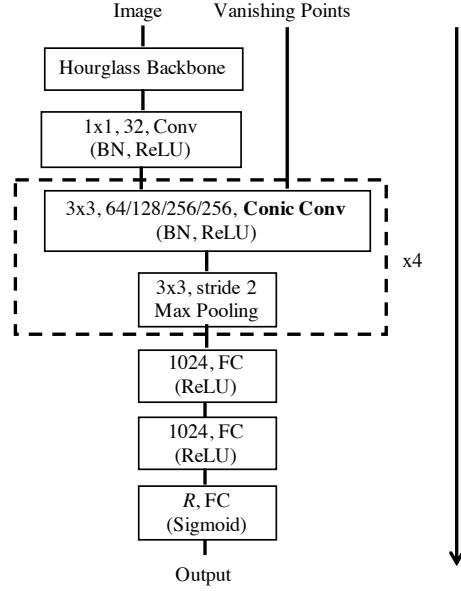 Image
Vanishing Points
Hourglass Backbone
1x1, 32, Conv
(BN, ReLU)
3x3, 64/128/256/256, Conic Conv
(BN, ReLU)
x4
3x3, stride 2
Max Pooling
1024, FC
(ReLU)
1024, FC
(ReLU)
R, FC
(Sigmoid)
Output